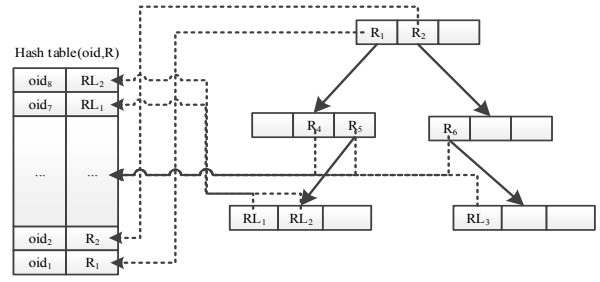 R₁ R₂
Hash table(oid,R)
oid₈ RL₂
oid₇ RL₁
R₄ R₅
R₆
... ...
RL₁ RL₂
RL₃
oid₂ R₂
oid₁ R₁